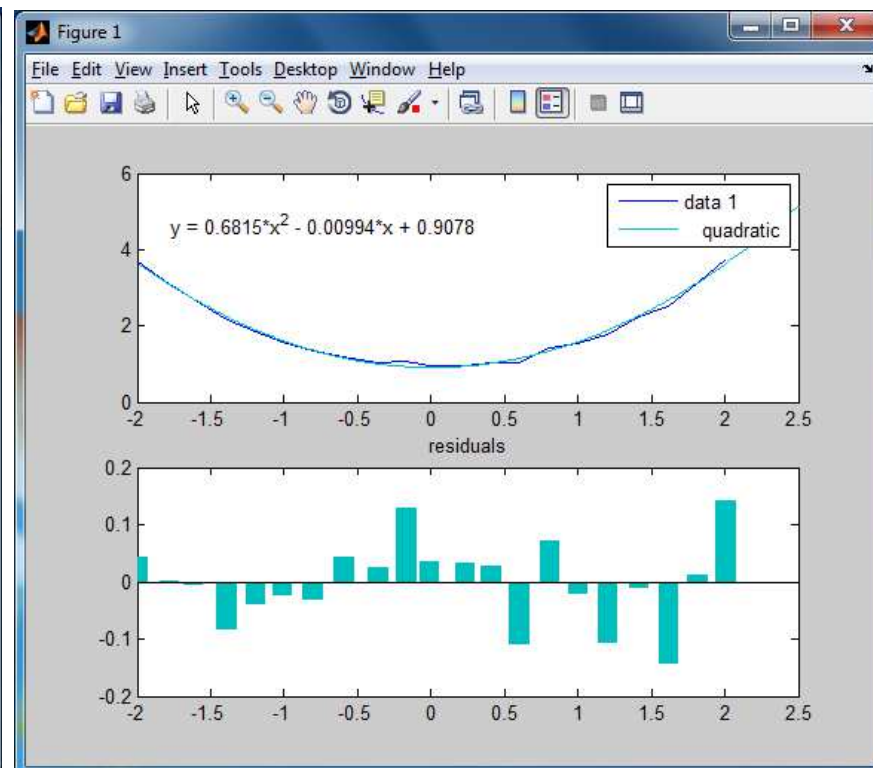 Figure 1
File Edit View Insert Tools Desktop Window Help
6
4
2
0
y = 0.6815*x² - 0.00994*x + 0.9078
data 1
quadratic
-2 -1.5 -1 -0.5 0 0.5 1 1.5 2 2.5
residuals
0.2
0.1
0
-0.1
-0.2
-2 -1.5 -1 -0.5 0 0.5 1 1.5 2 2.5